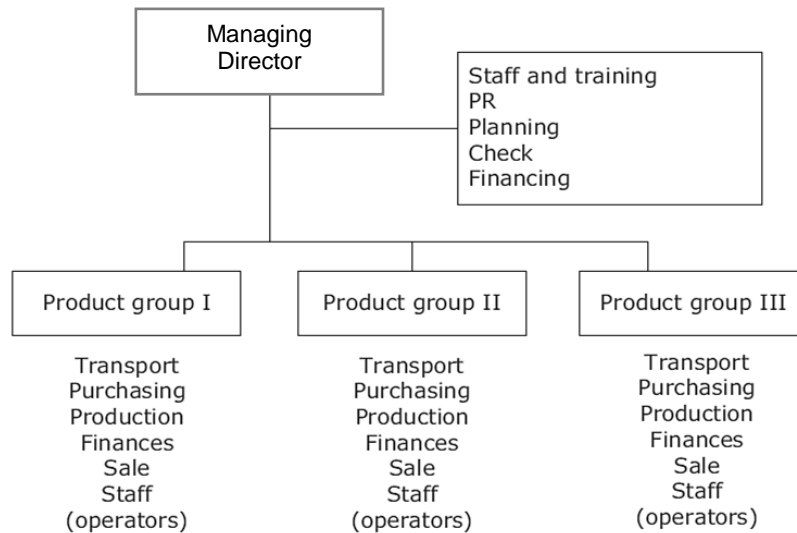 Managing
Director
Staff and training
PR
Planning
Check
Financing
Product group I
Product group II
Product group III
Transport
Purchasing
Production
Finances
Sale
Staff
(operators)
Transport
Purchasing
Production
Finances
Sale
Staff
(operators)
Transport
Purchasing
Production
Finances
Sale
Staff
(operators)